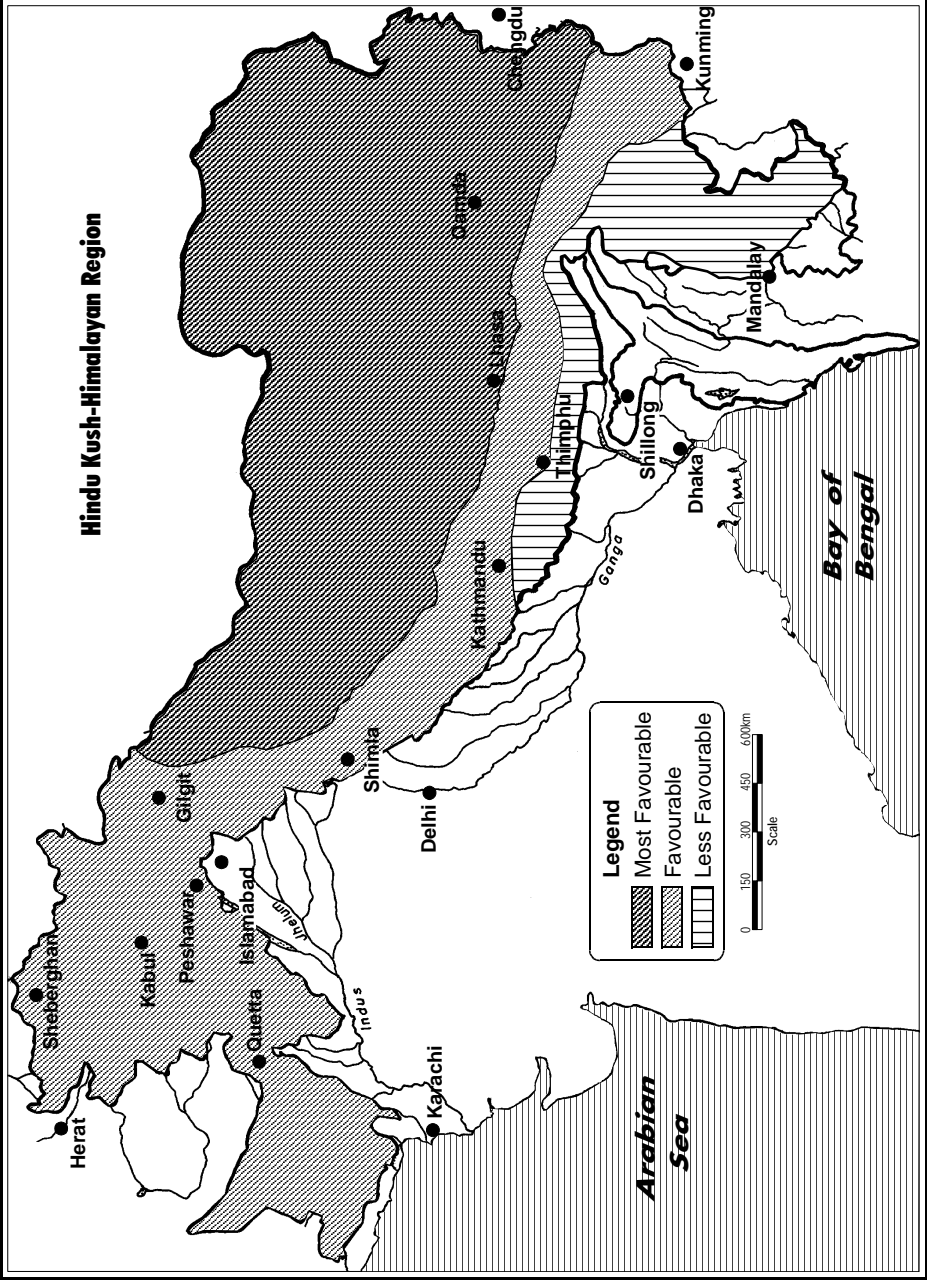 Hindu Kush-Himalayan Region
Sheberghan
Herat
Kabul
Peshawar
Gilgit
Islamabad
Quetta
Jhelum
Indus
Karachi
Shimla
Delhi
Kathmandu
Lhasa
Qamda
Chengdu
Kunming
Thimphu
Shillong
Dhaka
Mandalay
Ganga
Arabian
Sea
Bay of
Bengal
Legend
Most Favourable
Favourable
Less Favourable
0 150 300 450 600km
Scale